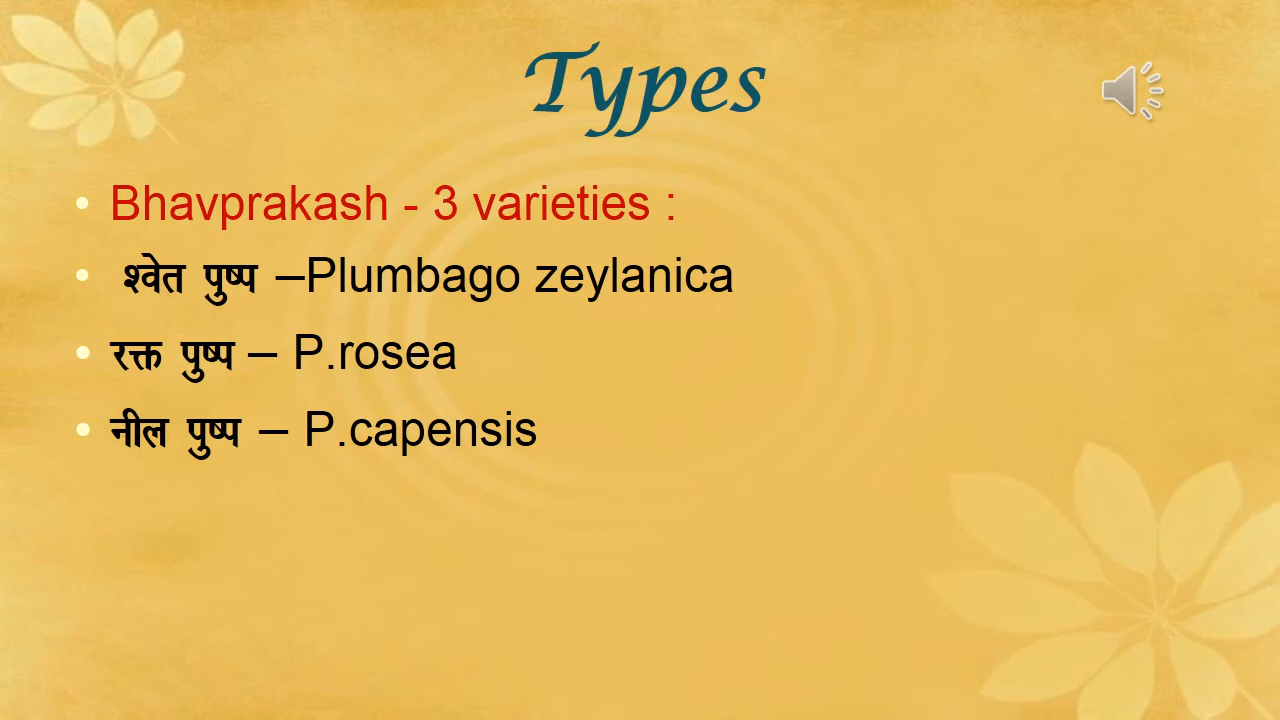 Types
• Bhavprakash - 3 varieties :
• श्वेत पुष्प –Plumbago zeylanica
• रक्त पुष्प – P.rosea
• नील पुष्प – P.capensis